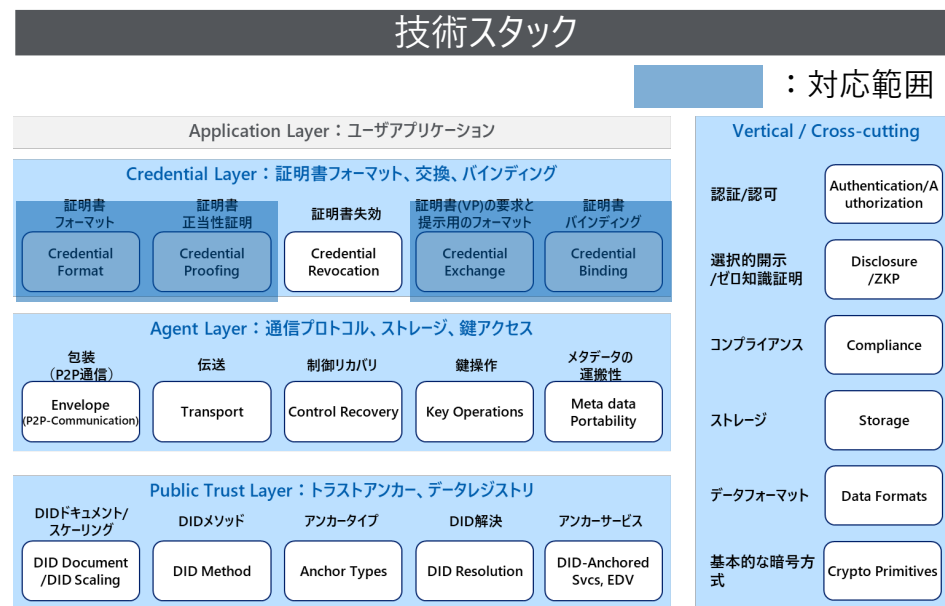 技術スタック
：対応範囲
Application Layer：ユーザアプリケーション
Credential Layer：証明書フォーマット、交換、バインディング
証明書
フォーマット
Credential
Format
証明書
正当性証明
Credential
Proofing
証明書失効
Credential
Revocation
証明書(VP)の要求と
提示用のフォーマット
Credential
Exchange
証明書
バインディング
Credential
Binding
Agent Layer：通信プロトコル、ストレージ、鍵アクセス
包装
（P2P通信）
Envelope
(P2P-Communication)
伝送
Transport
制御リカバリ
Control Recovery
鍵操作
Key Operations
メタデータの
運搬性
Meta data
Portability
Public Trust Layer：トラストアンカー、データレジストリ
DIDドキュメント/
スケーリング
DID Document
/DID Scaling
DIDメソッド
DID Method
アンカータイプ
Anchor Types
DID解決
DID Resolution
アンカーサービス
DID-Anchored
Svcs, EDV
Vertical / Cross-cutting
認証/認可
Authentication/A
uthorization
選択的開示
/ゼロ知識証明
Disclosure
/ZKP
コンプライアンス
Compliance
ストレージ
Storage
データフォーマット
Data Formats
基本的な暗号方
式
Crypto Primitives